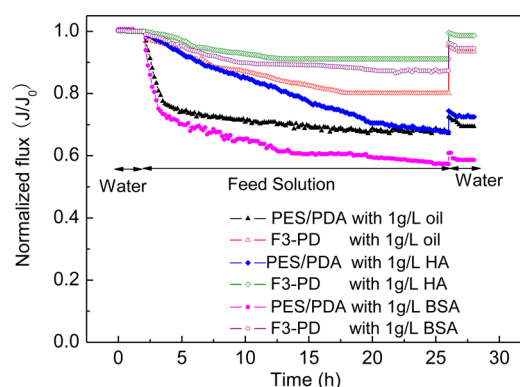 Normalized flux (J/J₀)
1.0
0.8
0.6
0.4
0.2
0.0
Water
Feed Solution
Water
PES/PDA with 1g/L oil
F3-PD with 1g/L oil
PES/PDA with 1g/L HA
F3-PD with 1g/L HA
PES/PDA with 1g/L BSA
F3-PD with 1g/L BSA
0 5 10 15 20 25 30
Time (h)